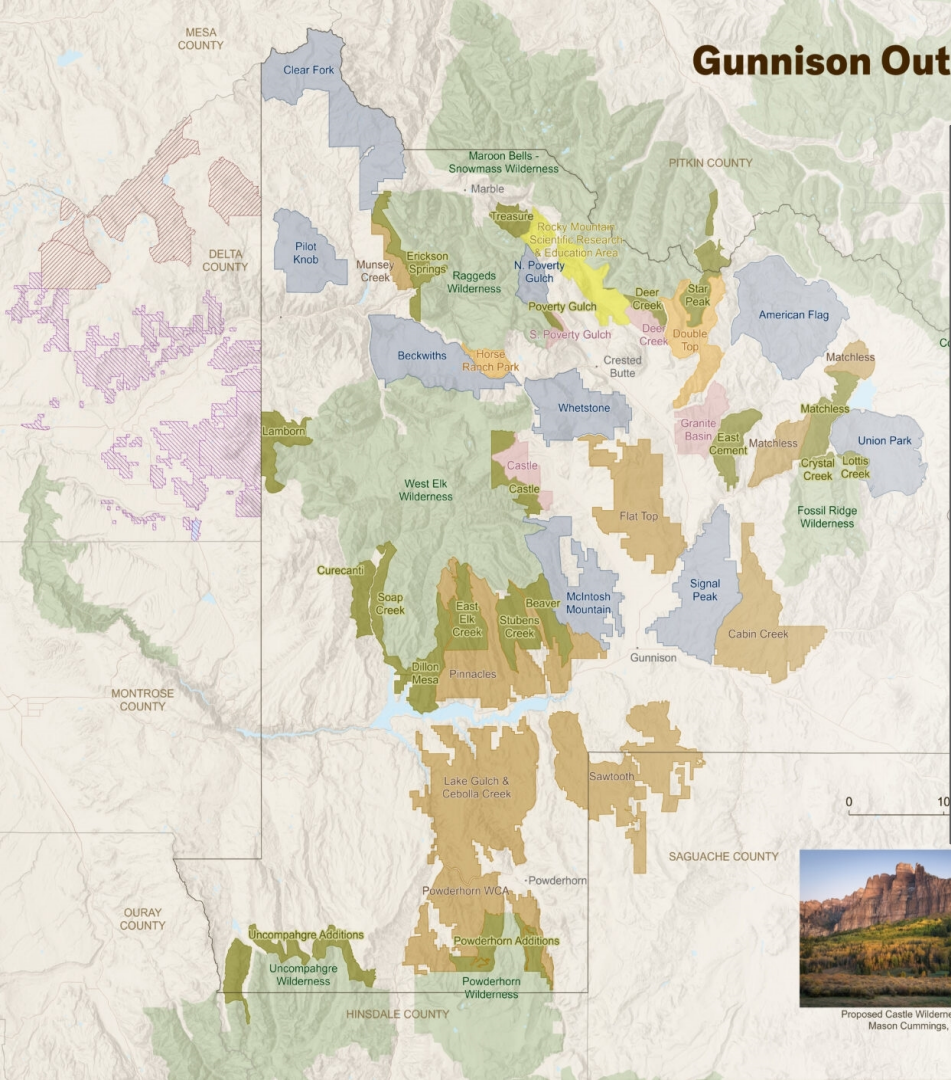 Gunnison Out
MESA
COUNTY
Clear Fork
Maroon Bells -
Snowmass Wilderness
PITKIN COUNTY
Marble
Treasure
Rocky Mountain
Scientific Research
& Education Area
Pilot
Knob
DELTA
COUNTY
Munsey
Creek
Erickson
Springs
Raggeds
Wilderness
N. Poverty
Gulch
Poverty Gulch
S. Poverty Gulch
Deer
Creek
Star
Peak
Deer
Creek
Double
Top
American Flag
Co
Beckwiths
Horse
Ranch Park
Crested
Butte
Matchless
Whetstone
Matchless
Lamborn
Granite
Basin
East
Cement
Matchless
Union Park
Castle
Crystal
Creek
Lottis
Creek
West Elk
Wilderness
Castle
Flat Top
Fossil Ridge
Wilderness
Curecanti
Soap
Creek
East
Elk
Creek
Stubens
Creek
Beaver
McIntosh
Mountain
Signal
Peak
Cabin Creek
Gunnison
Dillon
Mesa
Pinnacles
MONTROSE
COUNTY
Lake Gulch &
Cebolla Creek
Sawtooth
0
10
SAGUACHE COUNTY
Powderhorn
Powderhorn WCA
OURAY
COUNTY
Uncompahgre Additions
Powderhorn Additions
Uncompahgre
Wilderness
Powderhorn
Wilderness
HINSDALE COUNTY
Proposed Castle Wilderne
Mason Cummings,